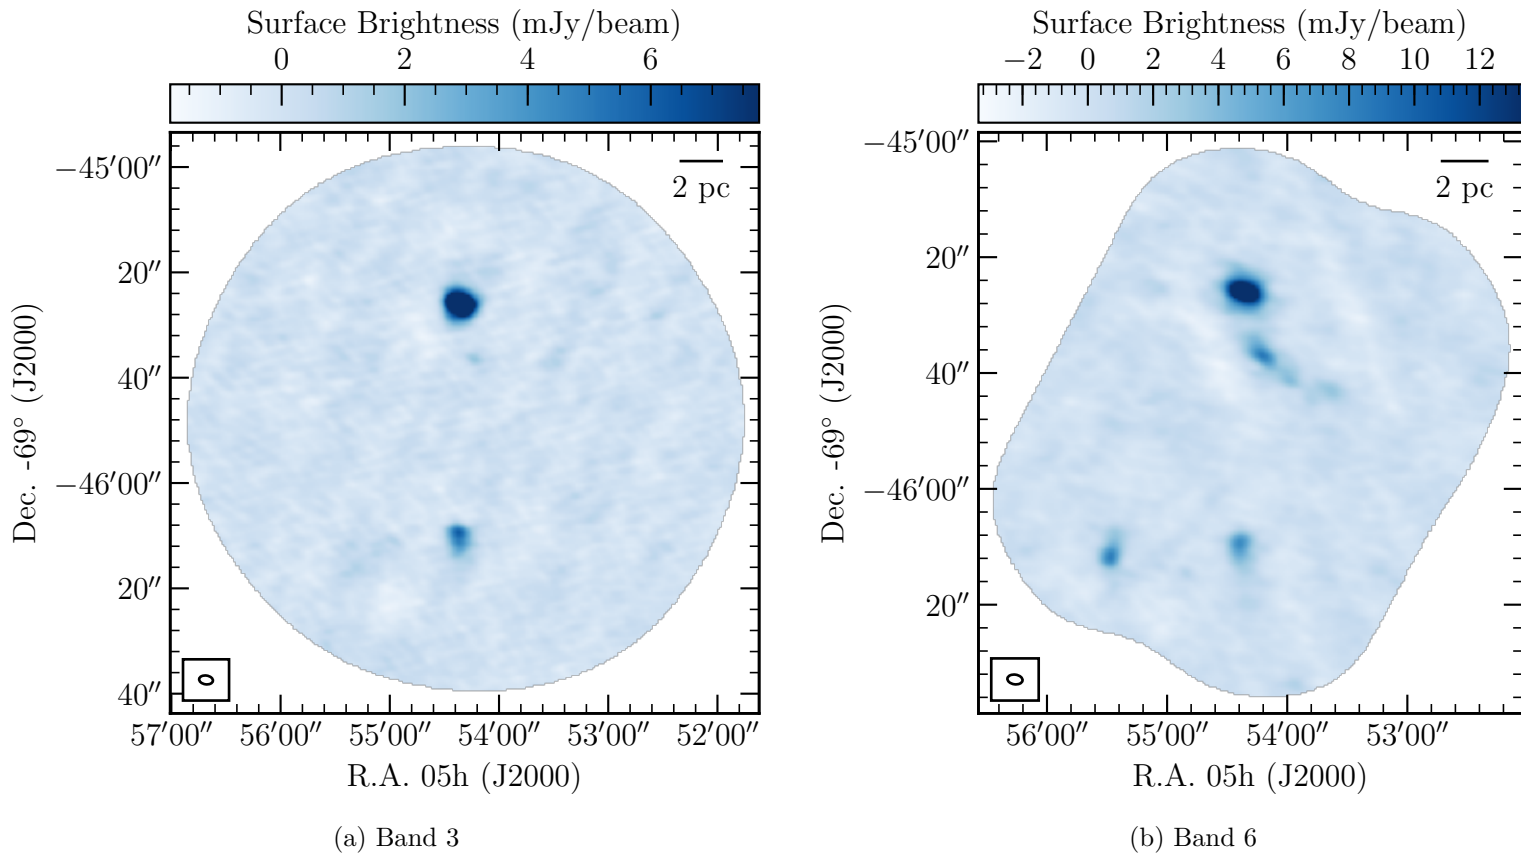 Surface Brightness (mJy/beam)
0 2 4 6
−45′00″
20″
40″
−46′00″
20″
40″
2 pc
57′00″ 56′00″ 55′00″ 54′00″ 53′00″ 52′00″
R.A. 05h (J2000)
Dec. -69° (J2000)
(a) Band 3
Surface Brightness (mJy/beam)
−2 0 2 4 6 8 10 12
−45′00″
20″
40″
−46′00″
20″
2 pc
56′00″ 55′00″ 54′00″ 53′00″
R.A. 05h (J2000)
Dec. -69° (J2000)
(b) Band 6